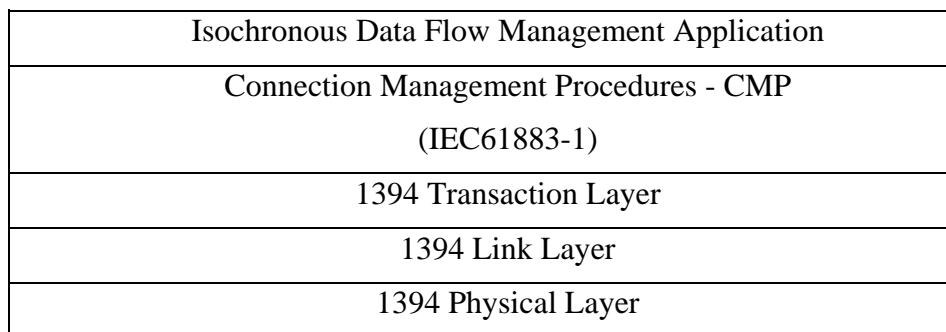 Isochronous Data Flow Management Application
Connection Management Procedures - CMP
(IEC61883-1)
1394 Transaction Layer
1394 Link Layer
1394 Physical Layer